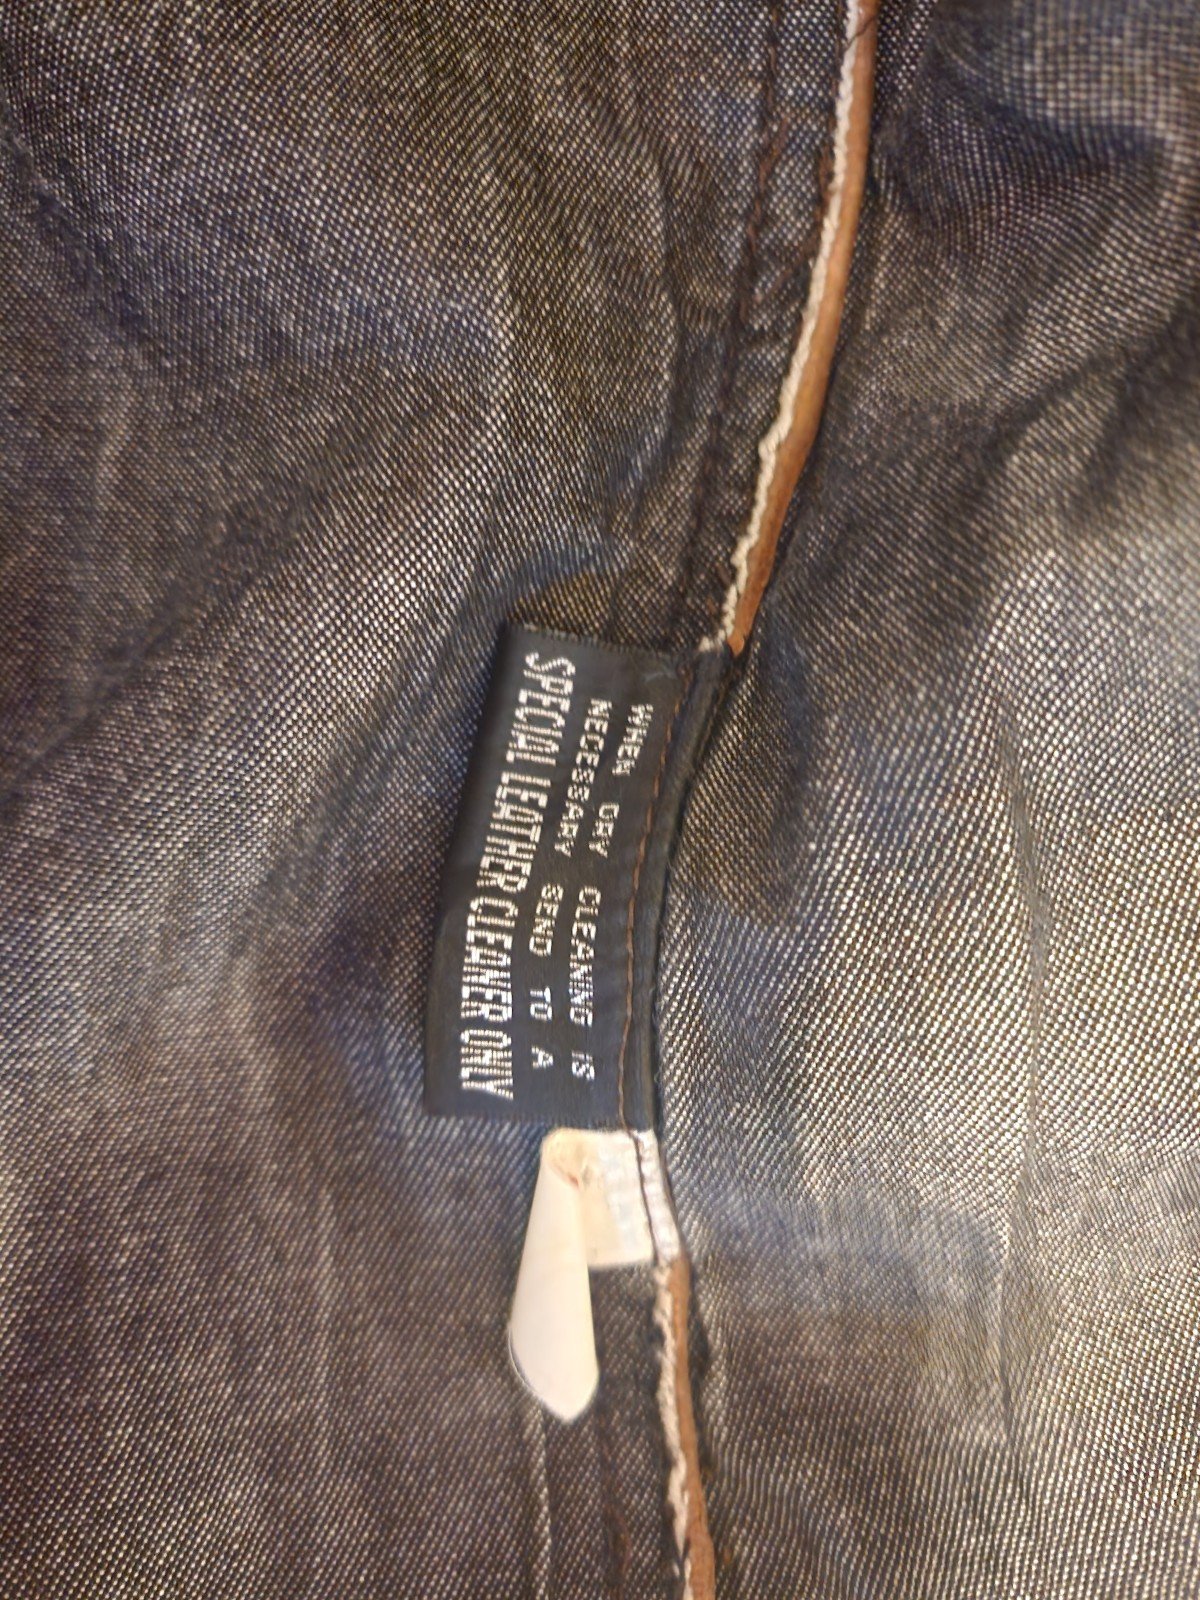 WHEN DRY CLEANING IS
NECESSARY SEND TO A
SPECIAL LEATHER CLEANER ONLY